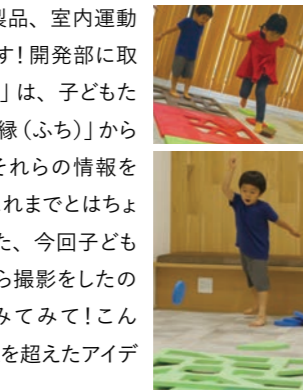 製品、室内運動
す！開発部に取
」は、子どもた
縁（ふち）」から
それらの情報を
れまでとはちょ
た、今回子ども
ら撮影をしたの
みてみて！こん
を超えたアイデ